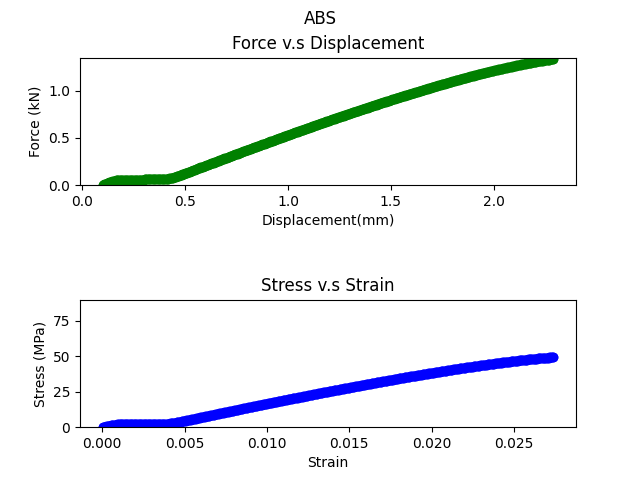 ABS
Force v.s Displacement
Force (kN)
1.0
0.5
0.0
0.0 0.5 1.0 1.5 2.0
Displacement(mm)
Stress v.s Strain
Stress (MPa)
75
50
25
0
0.000 0.005 0.010 0.015 0.020 0.025
Strain